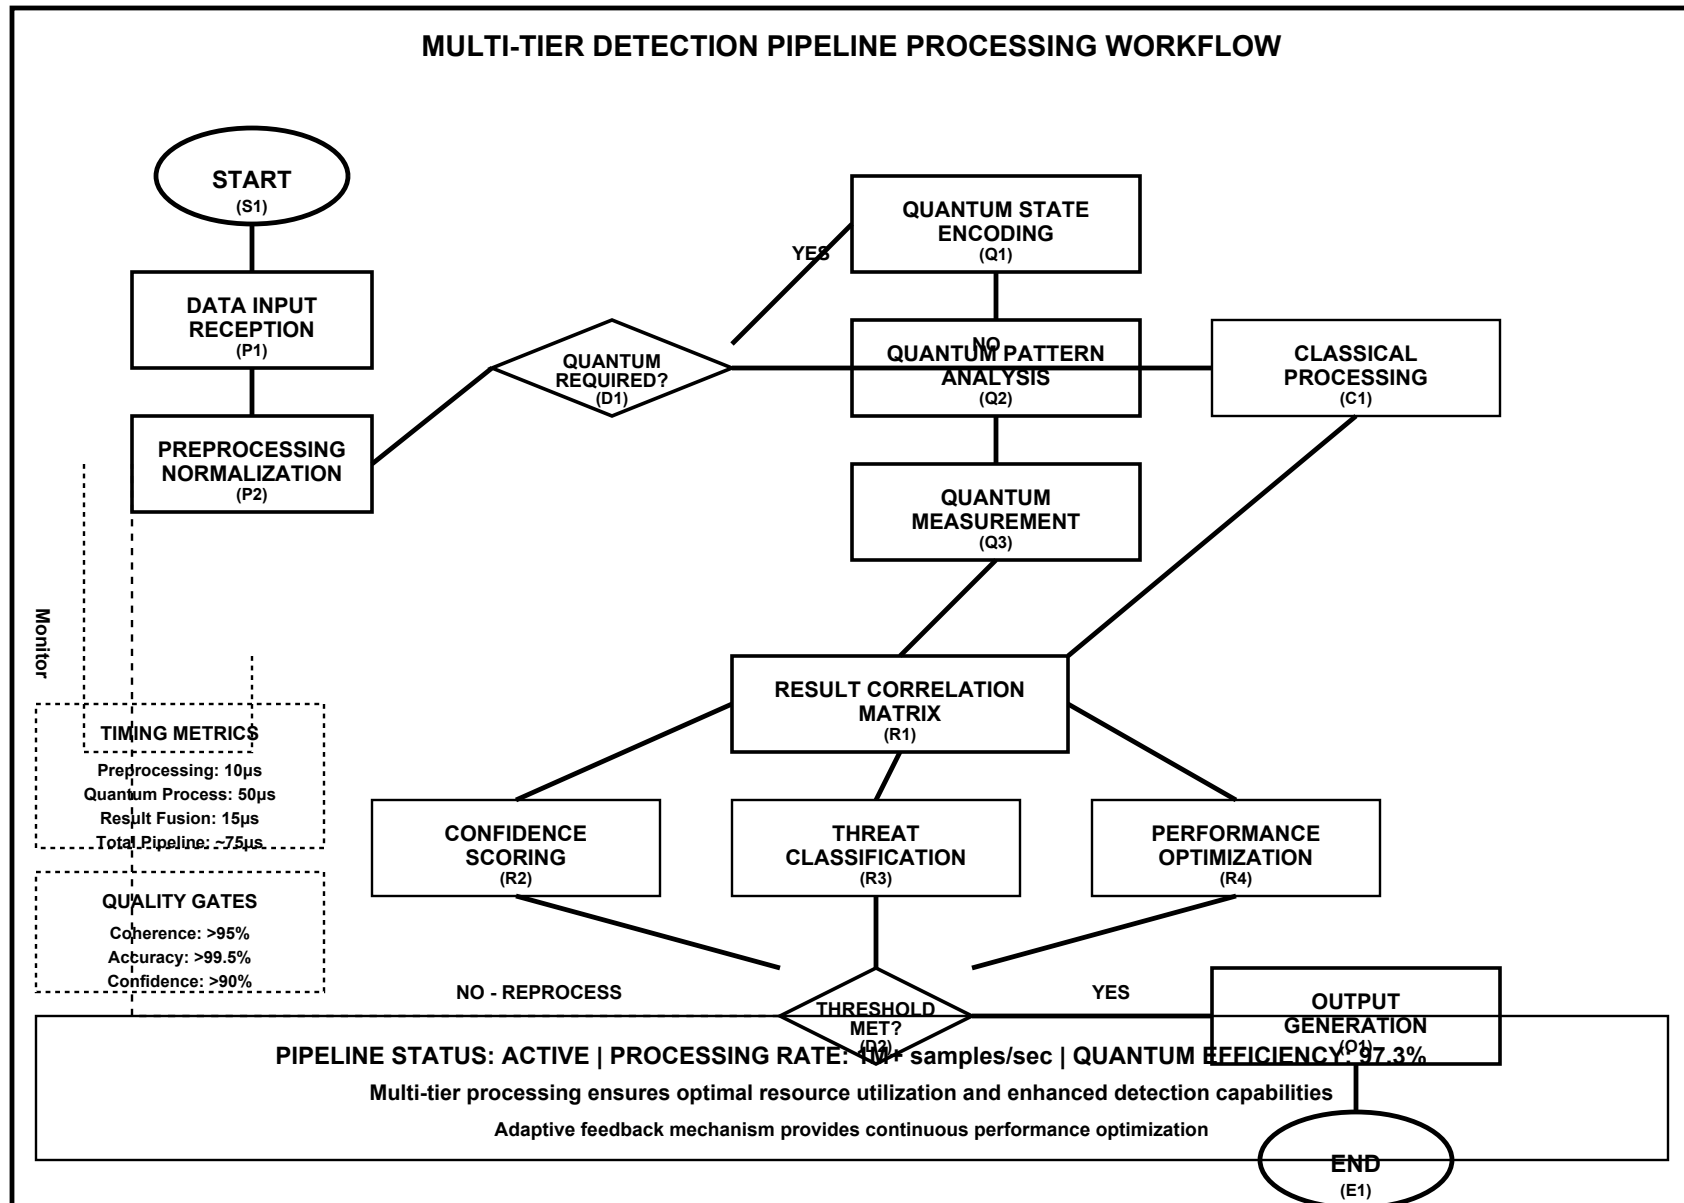 MULTI-TIER DETECTION PIPELINE PROCESSING WORKFLOW
START
(S1)
DATA INPUT
RECEPTION
(P1)
PREPROCESSING
NORMALIZATION
(P2)
QUANTUM
REQUIRED?
(D1)
YES
QUANTUM STATE
ENCODING
(Q1)
NO
QUANTUM PATTERN
ANALYSIS
(Q2)
CLASSICAL
PROCESSING
(C1)
QUANTUM
MEASUREMENT
(Q3)
Monitor
RESULT CORRELATION
MATRIX
(R1)
TIMING METRICS
Preprocessing: 10µs
Quantum Process: 50µs
Result Fusion: 15µs
Total Pipeline: ~75µs
CONFIDENCE
SCORING
(R2)
THREAT
CLASSIFICATION
(R3)
PERFORMANCE
OPTIMIZATION
(R4)
QUALITY GATES
Coherence: >95%
Accuracy: >99.5%
Confidence: >90%
NO - REPROCESS
THRESHOLD
MET?
(D2)
YES
OUTPUT
GENERATION
(O1)
PIPELINE STATUS: ACTIVE | PROCESSING RATE: 1M+ samples/sec | QUANTUM EFFICIENCY: 97.3%
Multi-tier processing ensures optimal resource utilization and enhanced detection capabilities
Adaptive feedback mechanism provides continuous performance optimization
END
(E1)